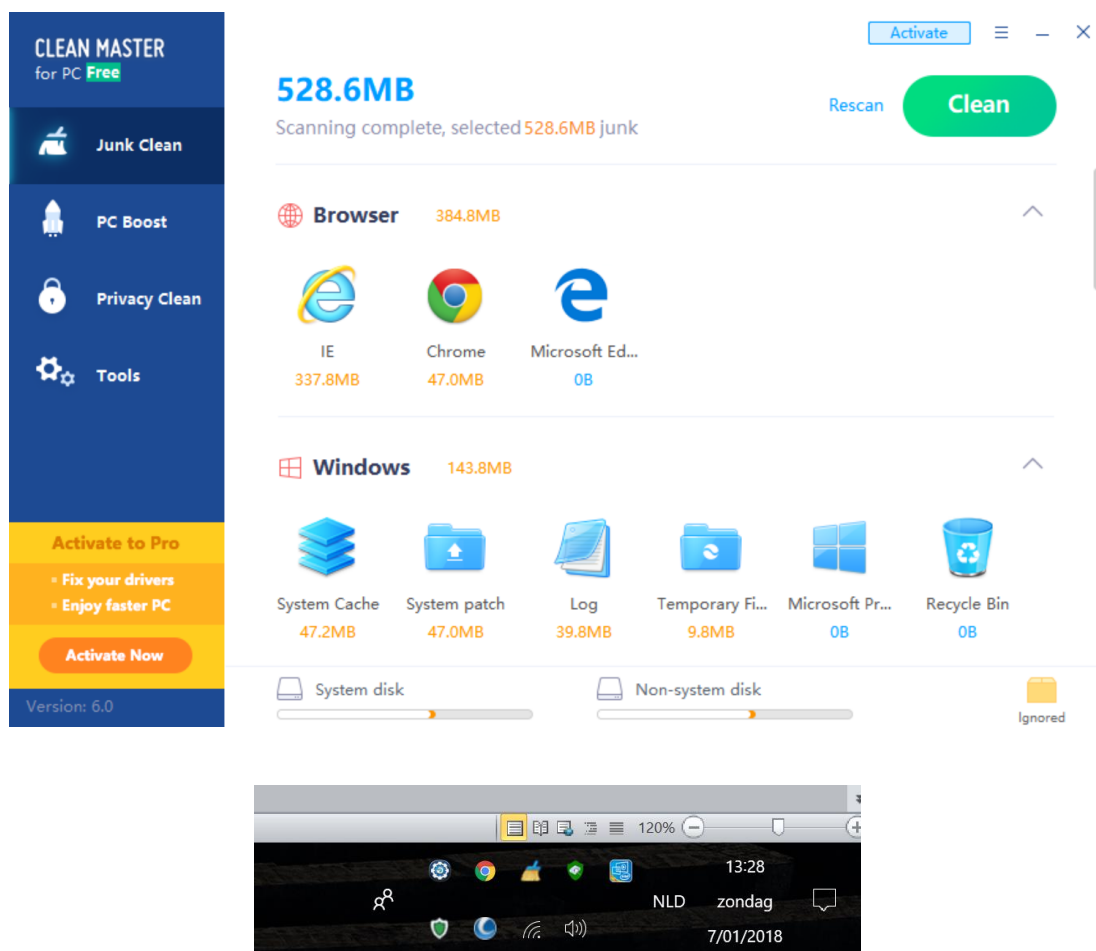 CLEAN MASTER
for PC Free
Activate
528.6MB
Scanning complete, selected 528.6MB junk
Rescan
Clean
Junk Clean
PC Boost
Privacy Clean
Tools
Browser 384.8MB
IE Chrome Microsoft Ed...
337.8MB 47.0MB 0B
Windows 143.8MB
System Cache System patch Log Temporary Fi... Microsoft Pr... Recycle Bin
47.2MB 47.0MB 39.8MB 9.8MB 0B 0B
Activate to Pro
Fix your drivers
Enjoy faster PC
Activate Now
Version: 6.0
System disk Non-system disk
Ignored
120%
13:28
NLD zondag
7/01/2018